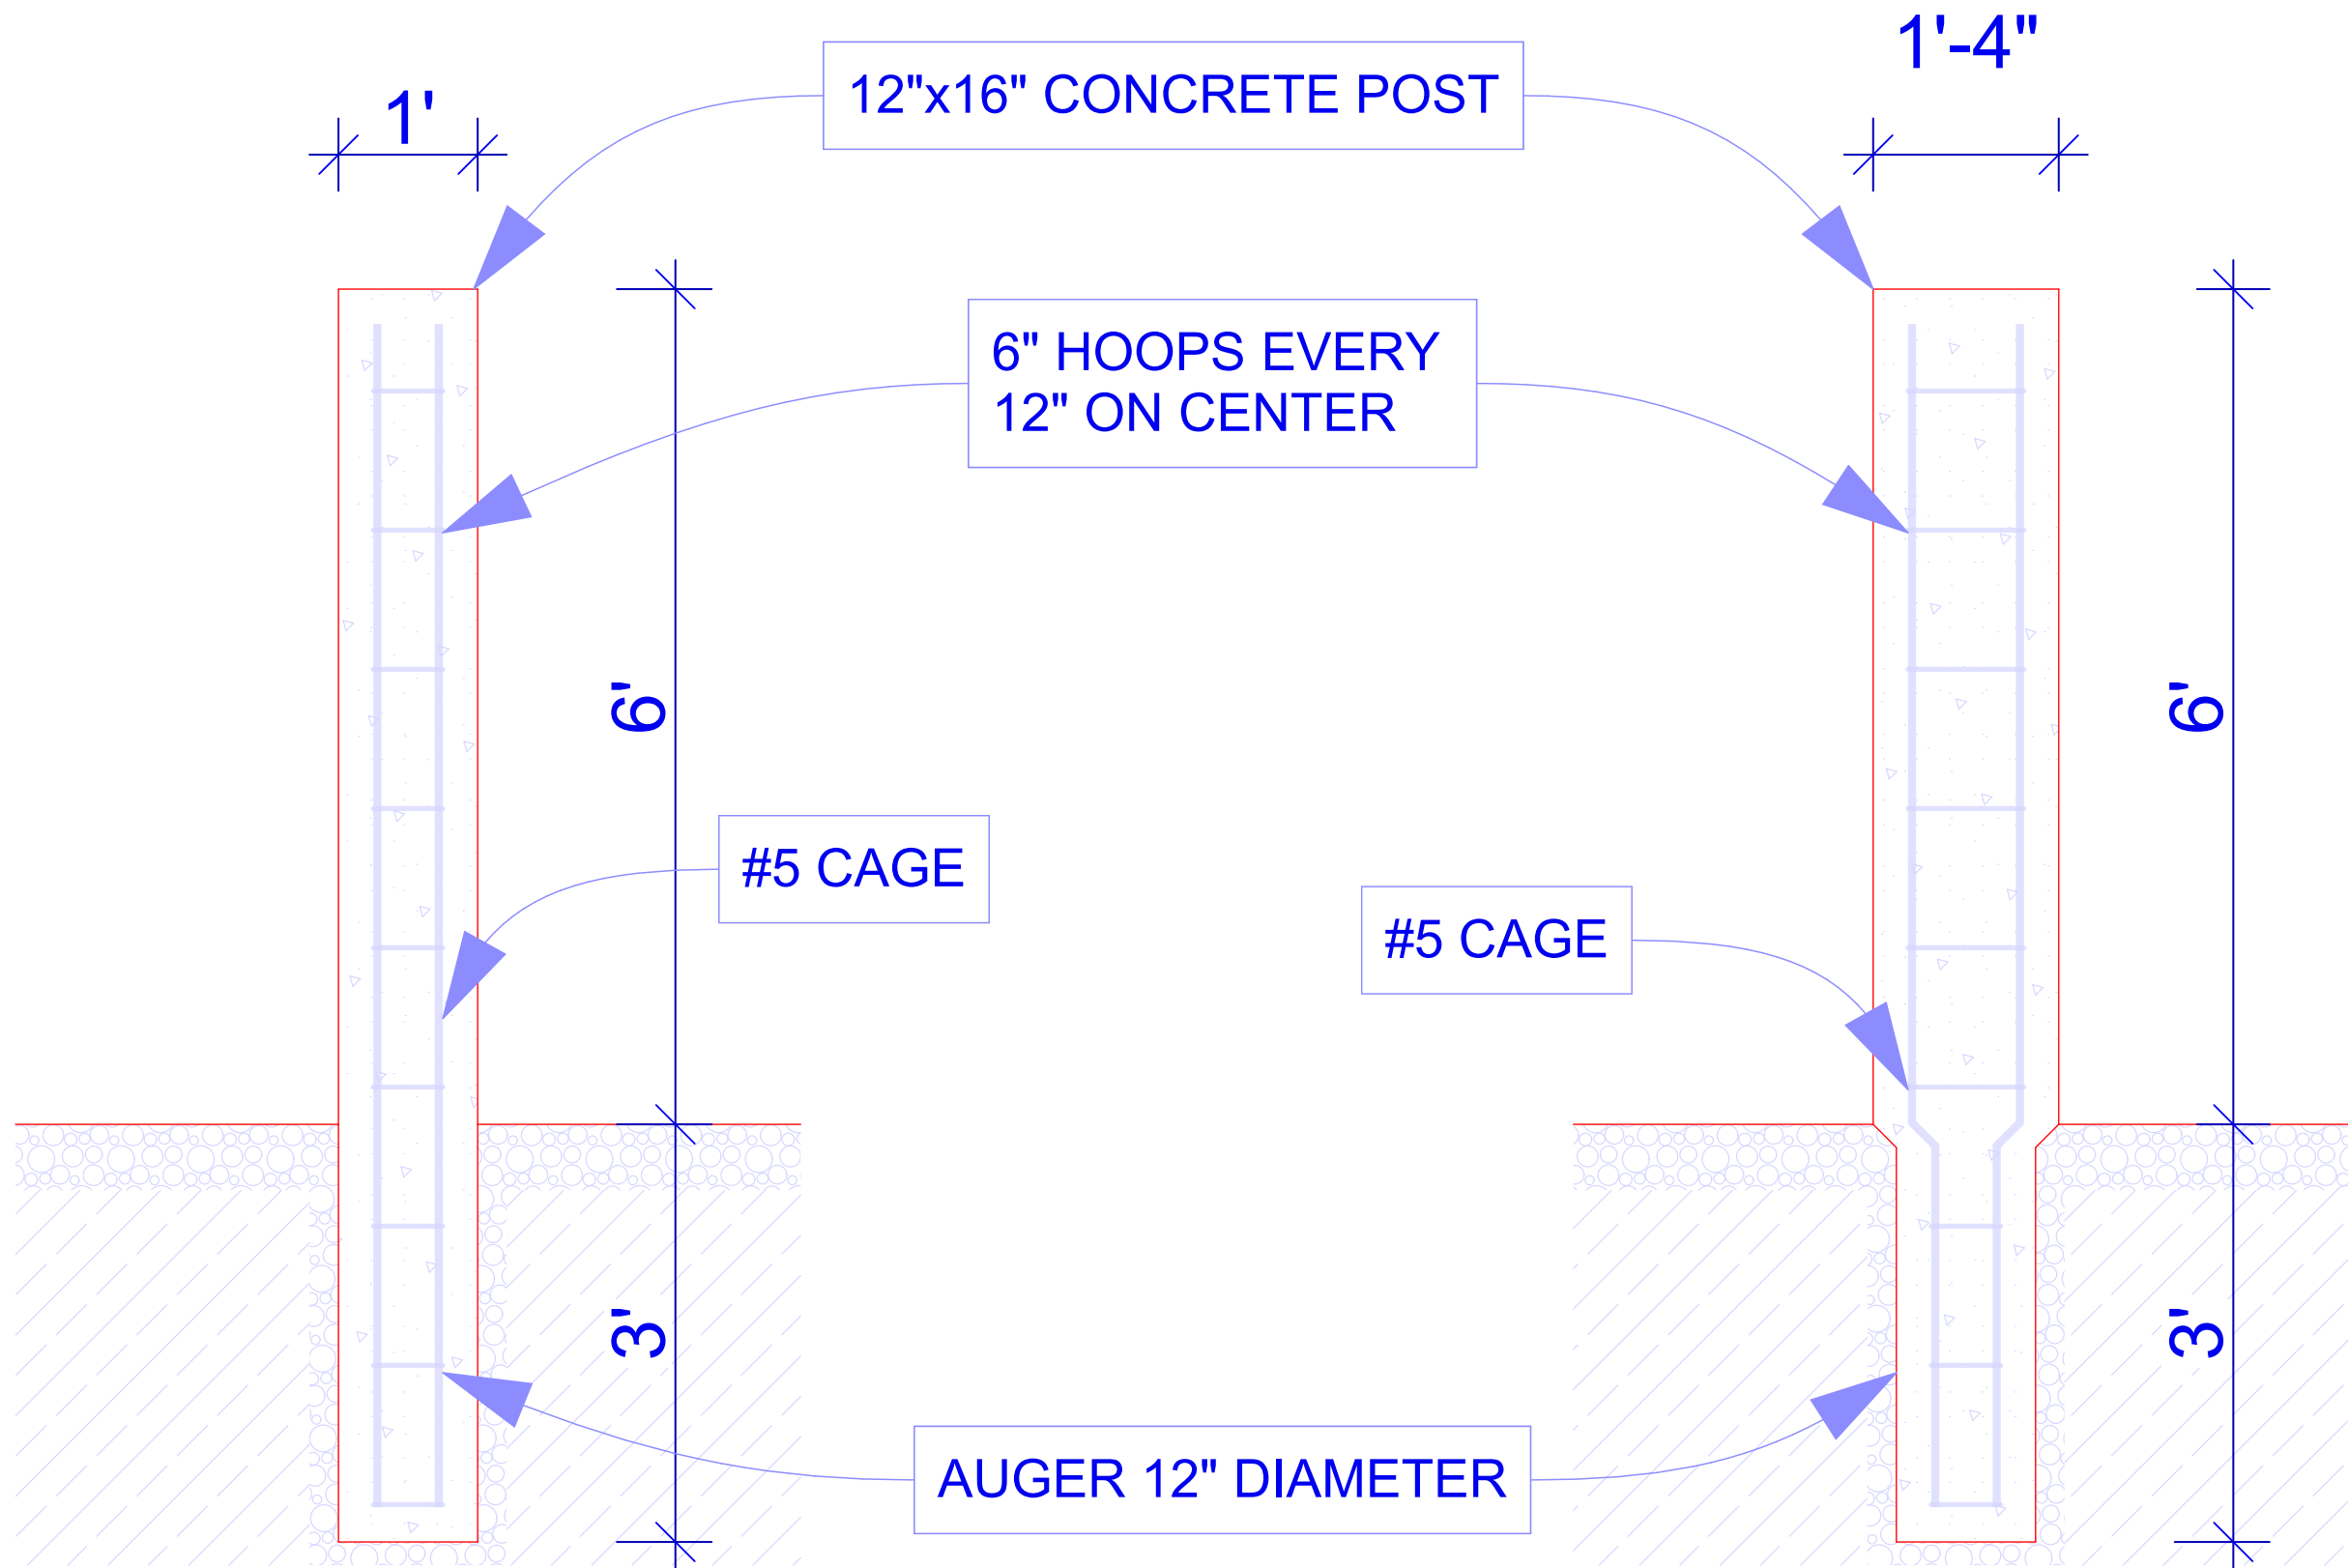 1'-4"
12"x16" CONCRETE POST
1'
6" HOOPS EVERY
12" ON CENTER
6'
6'
#5 CAGE
#5 CAGE
3'
3'
AUGER 12" DIAMETER